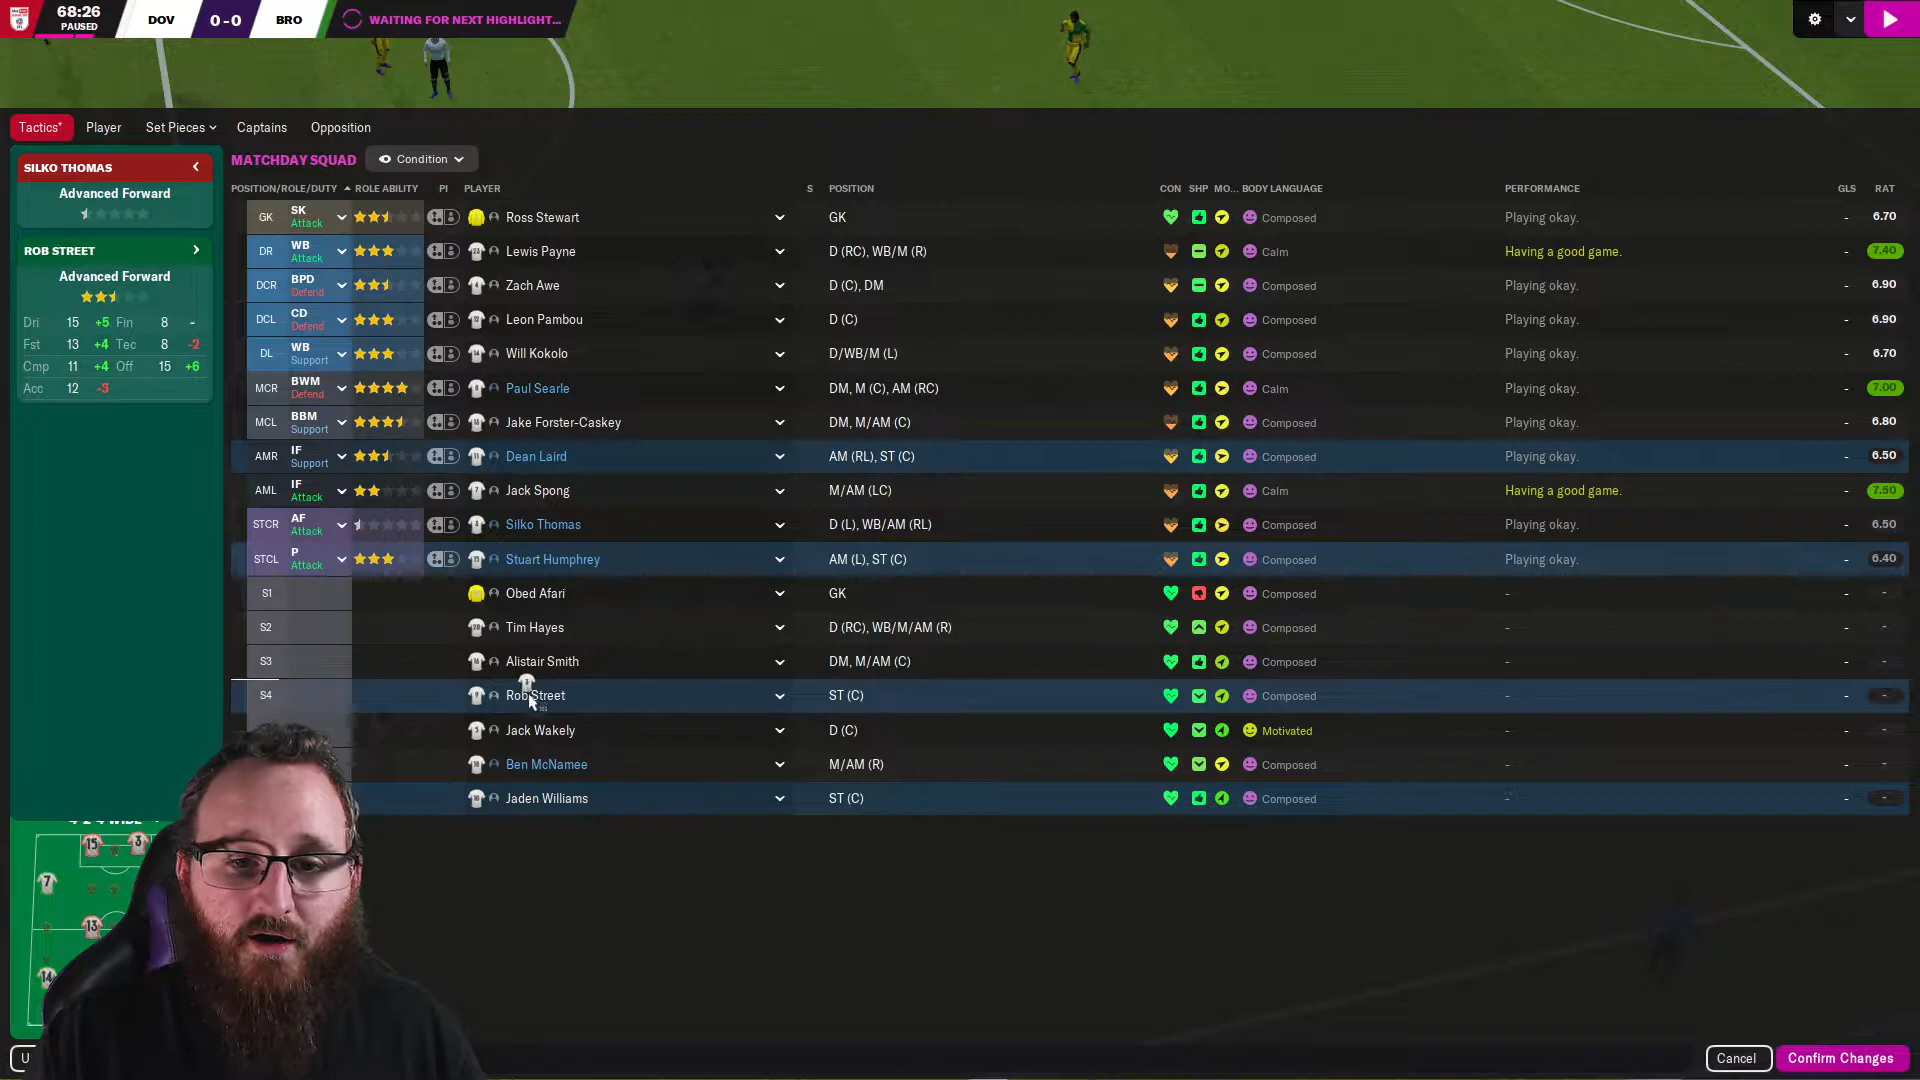 68:26
PAUSED
DOV 0 - 0 BRO
WAITING FOR NEXT HIGHLIGHT...
Tactics* Player Set Pieces Captains Opposition
SILKO THOMAS
Advanced Forward
ROB STREET
Advanced Forward
Dri 15 +5 Fin 8 -
Fst 13 +4 Tec 8 -2
Cmp 11 +4 Off 15 +6
Acc 12 -3
MATCHDAY SQUAD Condition
POSITION/ROLE/DUTY ROLE ABILITY PI PLAYER S POSITION CON SHP MO... BODY LANGUAGE PERFORMANCE GLS RAT
GK SK Attack Ross Stewart GK Composed Playing okay. - 6.70
DR WB Attack Lewis Payne D (RC), WB/M (R) Calm Having a good game. - 7.40
DCR BPD Defend Zach Awe D (C), DM Composed Playing okay. - 6.90
DCL CD Defend Leon Pambou D (C) Composed Playing okay. - 6.90
DL WB Support Will Kokolo D/WB/M (L) Composed Playing okay. - 6.70
MCR BWM Defend Paul Searle DM, M (C), AM (RC) Calm Playing okay. - 7.00
MCL BBM Support Jake Forster-Caskey DM, M/AM (C) Composed Playing okay. - 6.80
AMR IF Support Dean Laird AM (RL), ST (C) Composed Playing okay. - 6.50
AML IF Attack Jack Spong M/AM (LC) Calm Having a good game. - 7.50
STCR AF Attack Silko Thomas D (L), WB/AM (RL) Composed Playing okay. - 6.50
STCL P Attack Stuart Humphrey AM (L), ST (C) Composed Playing okay. - 6.40
S1 Obed Afari GK Composed - - -
S2 Tim Hayes D (RC), WB/M/AM (R) Composed - - -
S3 Alistair Smith DM, M/AM (C) Composed - - -
S4 Rob Street ST (C) Composed - - -
Jack Wakely D (C) Motivated - - -
Ben McNamee M/AM (R) Composed - - -
Jaden Williams ST (C) Composed - - -
4-2-4 WIDE
15 3
7
13
14
U
Cancel Confirm Changes